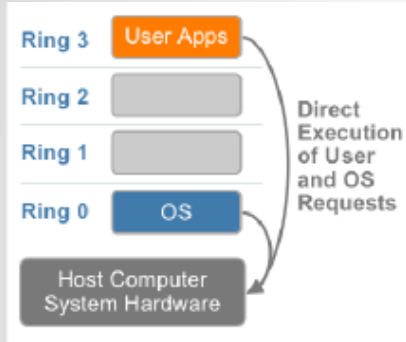 Ring 3
User Apps
Ring 2
Ring 1
Ring 0
OS
Direct
Execution
of User
and OS
Requests
Host Computer
System Hardware